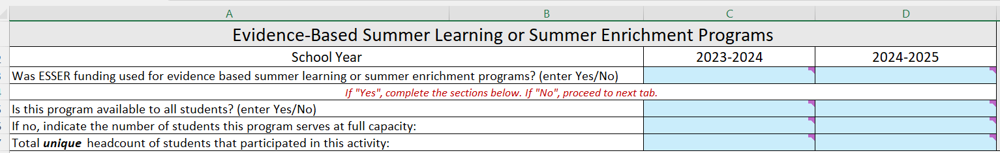 A B C D
Evidence-Based Summer Learning or Summer Enrichment Programs
School Year 2023-2024 2024-2025
Was ESSER funding used for evidence based summer learning or summer enrichment programs? (enter Yes/No)
If "Yes", complete the sections below. If "No", proceed to next tab.
Is this program available to all students? (enter Yes/No)
If no, indicate the number of students this program serves at full capacity:
Total unique headcount of students that participated in this activity: